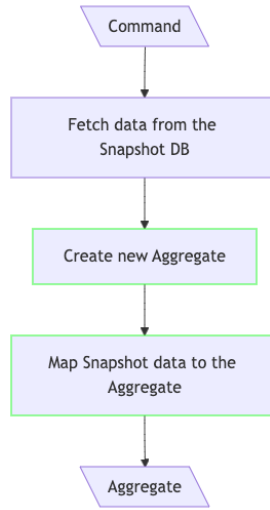 Command
Fetch data from the
Snapshot DB
Create new Aggregate
Map Snapshot data to the
Aggregate
Aggregate